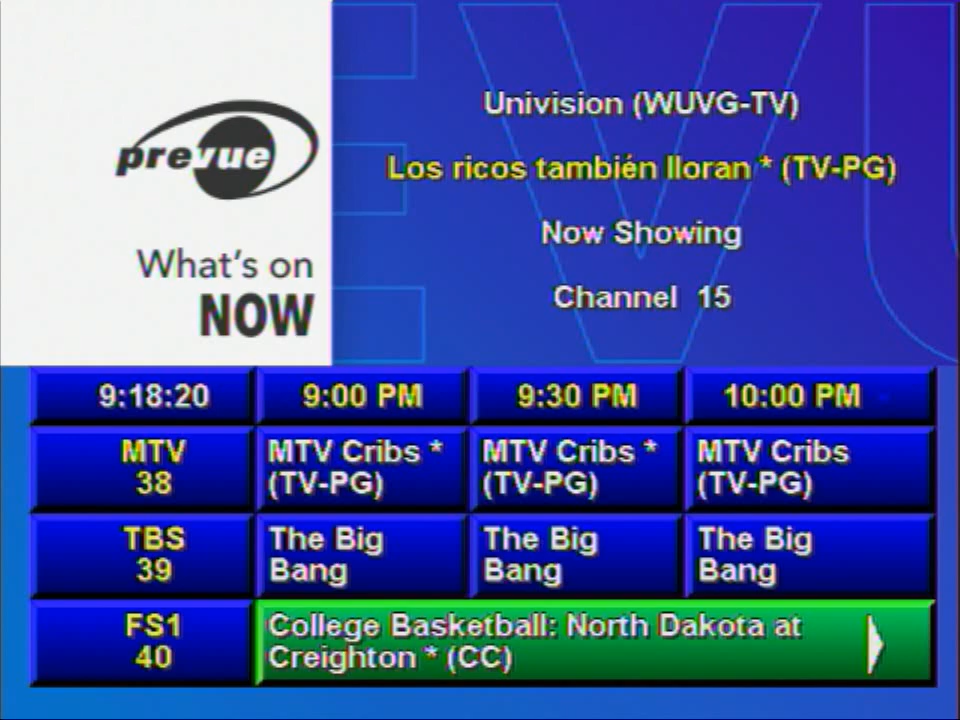 prevue
What's on
NOW
Univision (WUVG-TV)
Los ricos también lloran * (TV-PG)
Now Showing
Channel 15
9:18:20 9:00 PM 9:30 PM 10:00 PM
MTV
38
MTV Cribs *
(TV-PG)
MTV Cribs *
(TV-PG)
MTV Cribs
(TV-PG)
TBS
39
The Big
Bang
The Big
Bang
The Big
Bang
FS1
40
College Basketball: North Dakota at
Creighton * (CC)